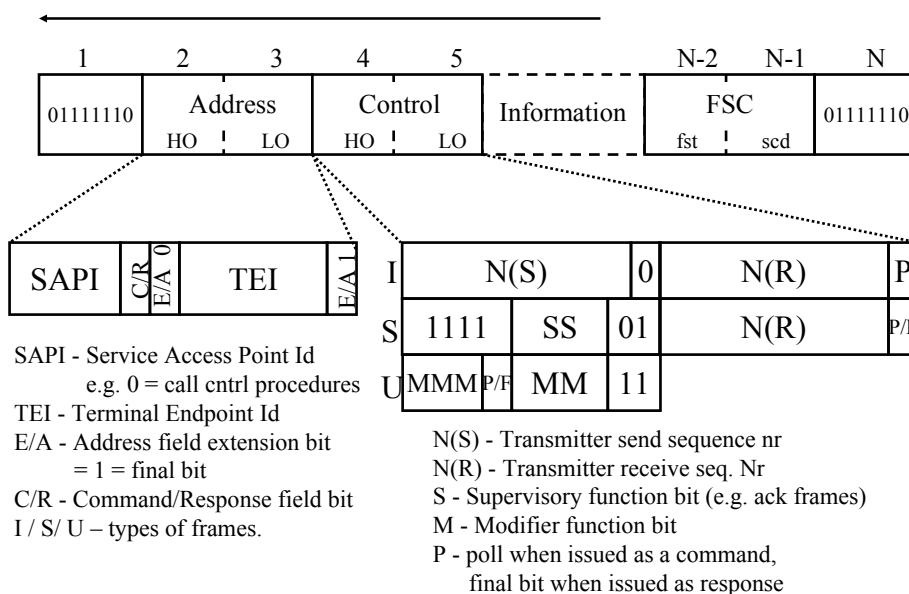 1 2 3 4 5 N-2 N-1 N
01111110 Address Control Information FSC 01111110
HO LO HO LO fst scd
SAPI C/R E/A 0 TEI E/A 1
I N(S) 0 N(R) P
S 1111 SS 01 N(R)
U MMM P/F MM 11
SAPI - Service Access Point Id
e.g. 0 = call cntrl procedures
TEI - Terminal Endpoint Id
E/A - Address field extension bit
= 1 = final bit
C/R - Command/Response field bit
I / S/ U – types of frames.
N(S) - Transmitter send sequence nr
N(R) - Transmitter receive seq. Nr
S - Supervisory function bit (e.g. ack frames)
M - Modifier function bit
P - poll when issued as a command,
final bit when issued as response